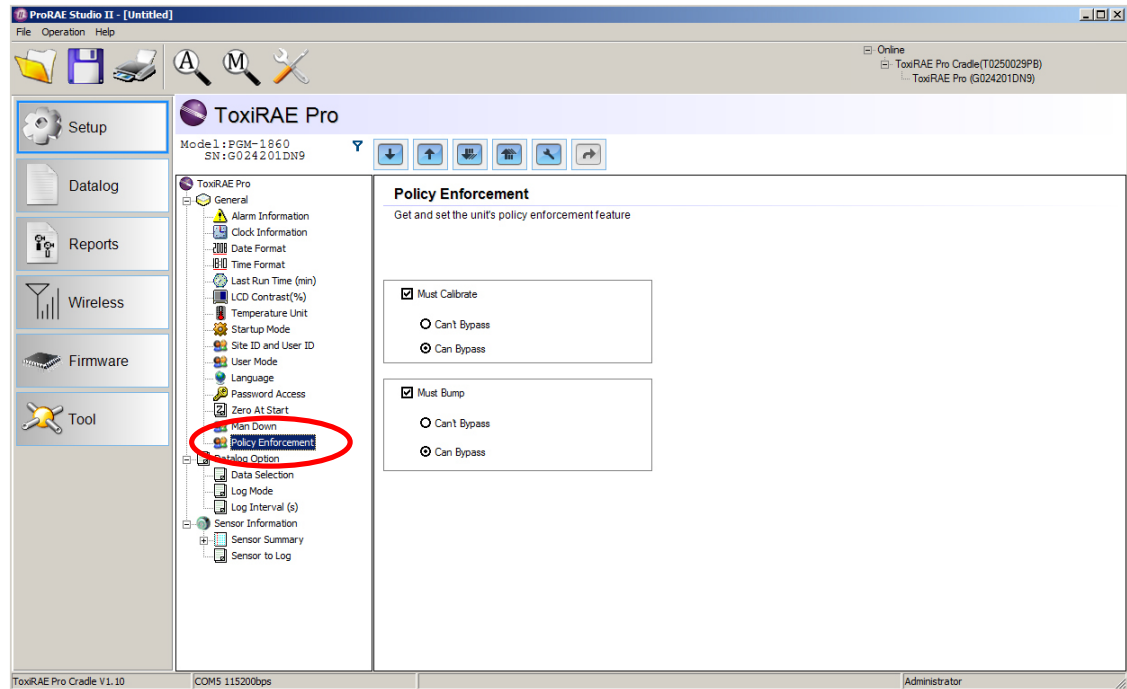 ProRAE Studio II - [Untitled]
File Operation Help
A M
Online
ToxiRAE Pro Cradle(T0250029PB)
ToxiRAE Pro (G024201DN9)
Setup
Datalog
Reports
Wireless
Firmware
Tool
ToxiRAE Pro
Model:PGM-1860
SN:G024201DN9
ToxiRAE Pro
General
Alarm Information
Clock Information
Date Format
Time Format
Last Run Time (min)
LCD Contrast(%)
Temperature Unit
Startup Mode
Site ID and User ID
User Mode
Language
Password Access
Zero At Start
Man Down
Policy Enforcement
Datalog Option
Data Selection
Log Mode
Log Interval (s)
Sensor Information
Sensor Summary
Sensor to Log
Policy Enforcement
Get and set the unit's policy enforcement feature
Must Calibrate
Can't Bypass
Can Bypass
Must Bump
Can't Bypass
Can Bypass
ToxiRAE Pro Cradle V1.10
COM5 115200bps
Administrator